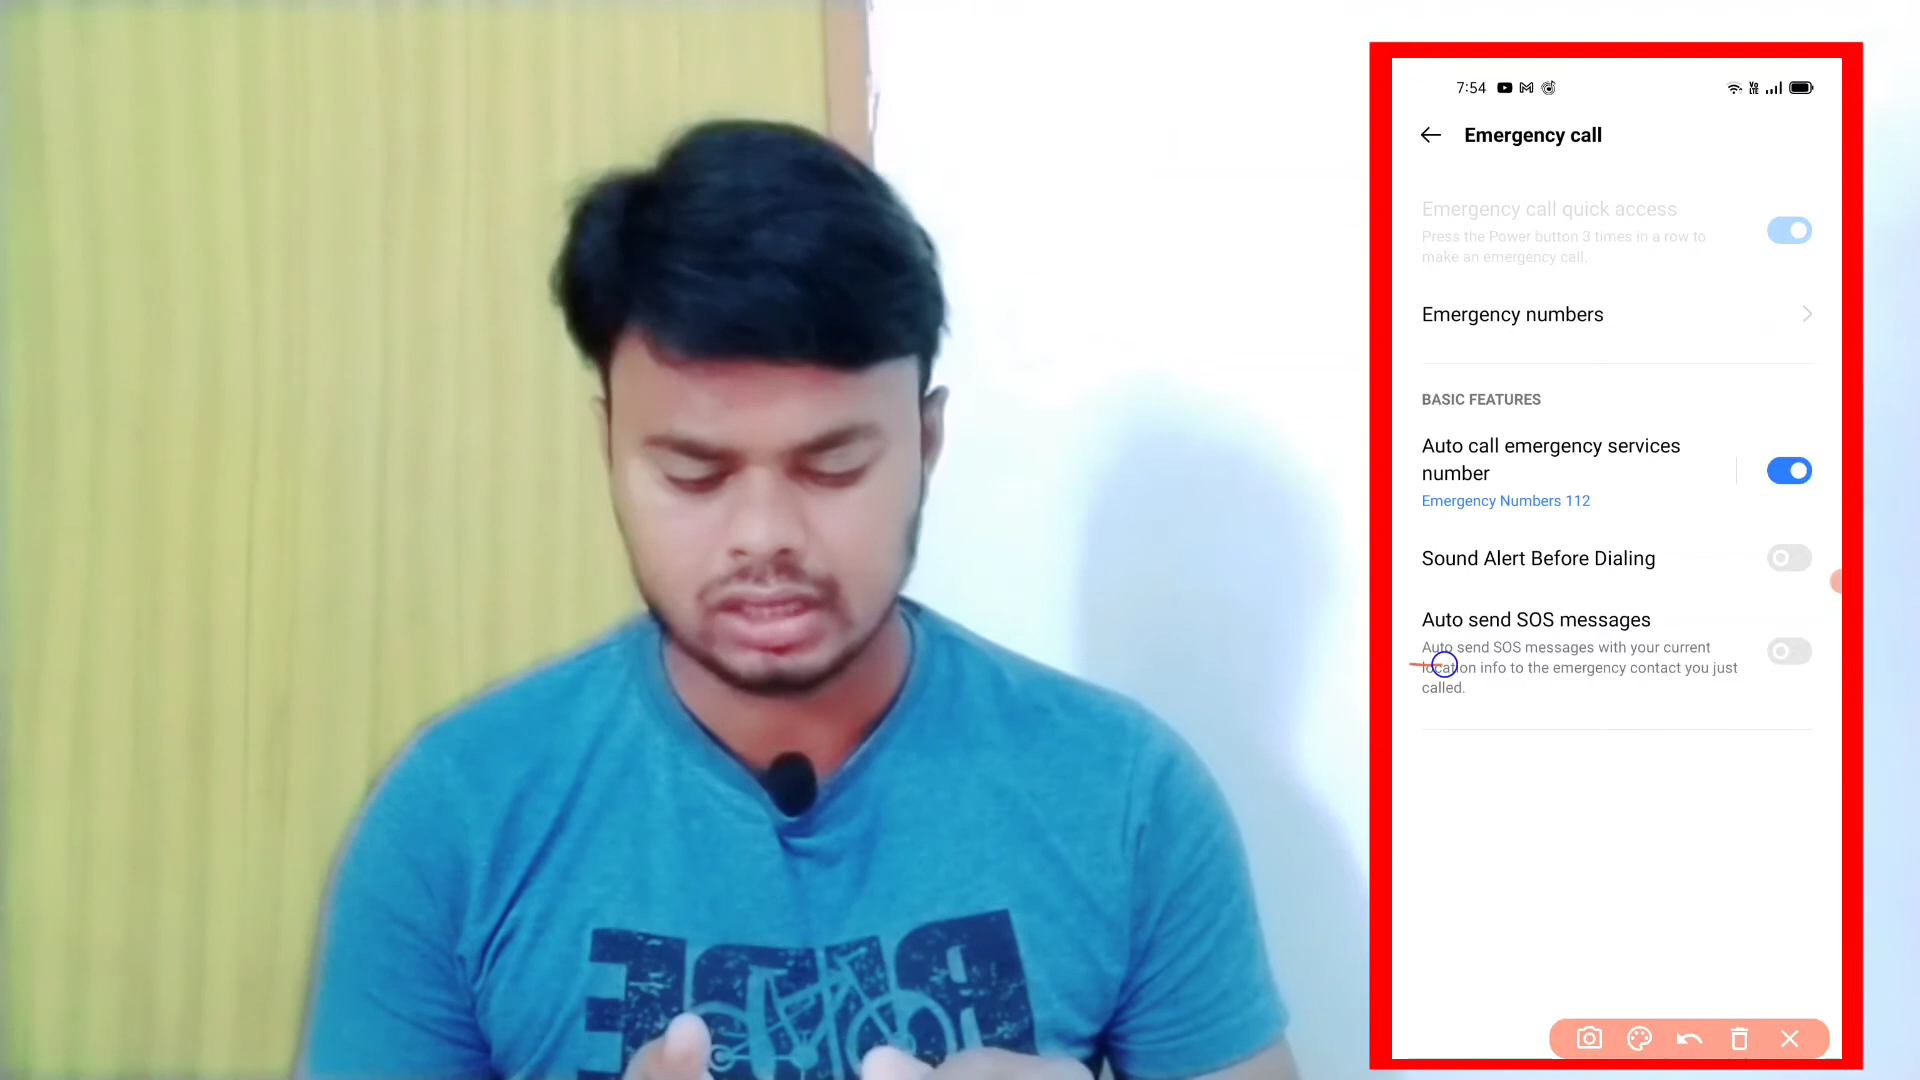 7:54
Emergency call
Emergency call quick access
Press the Power button 3 times in a row to
make an emergency call.
Emergency numbers
BASIC FEATURES
Auto call emergency services
number
Emergency Numbers 112
Sound Alert Before Dialing
Auto send SOS messages
Auto send SOS messages with your current
location info to the emergency contact you just
called.
RIDE